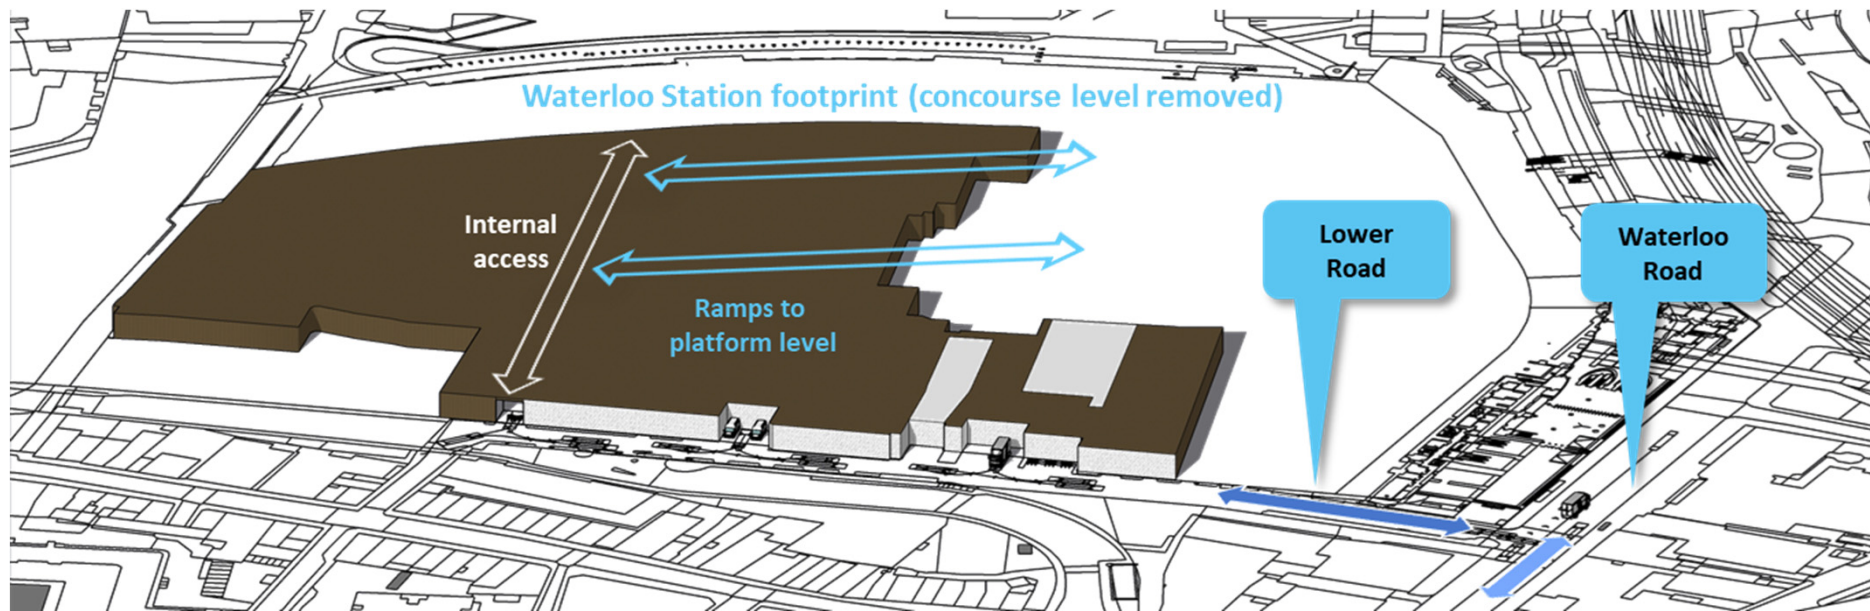 Waterloo Station footprint (concourse level removed)
Internal
access
Ramps to
platform level
Lower
Road
Waterloo
Road